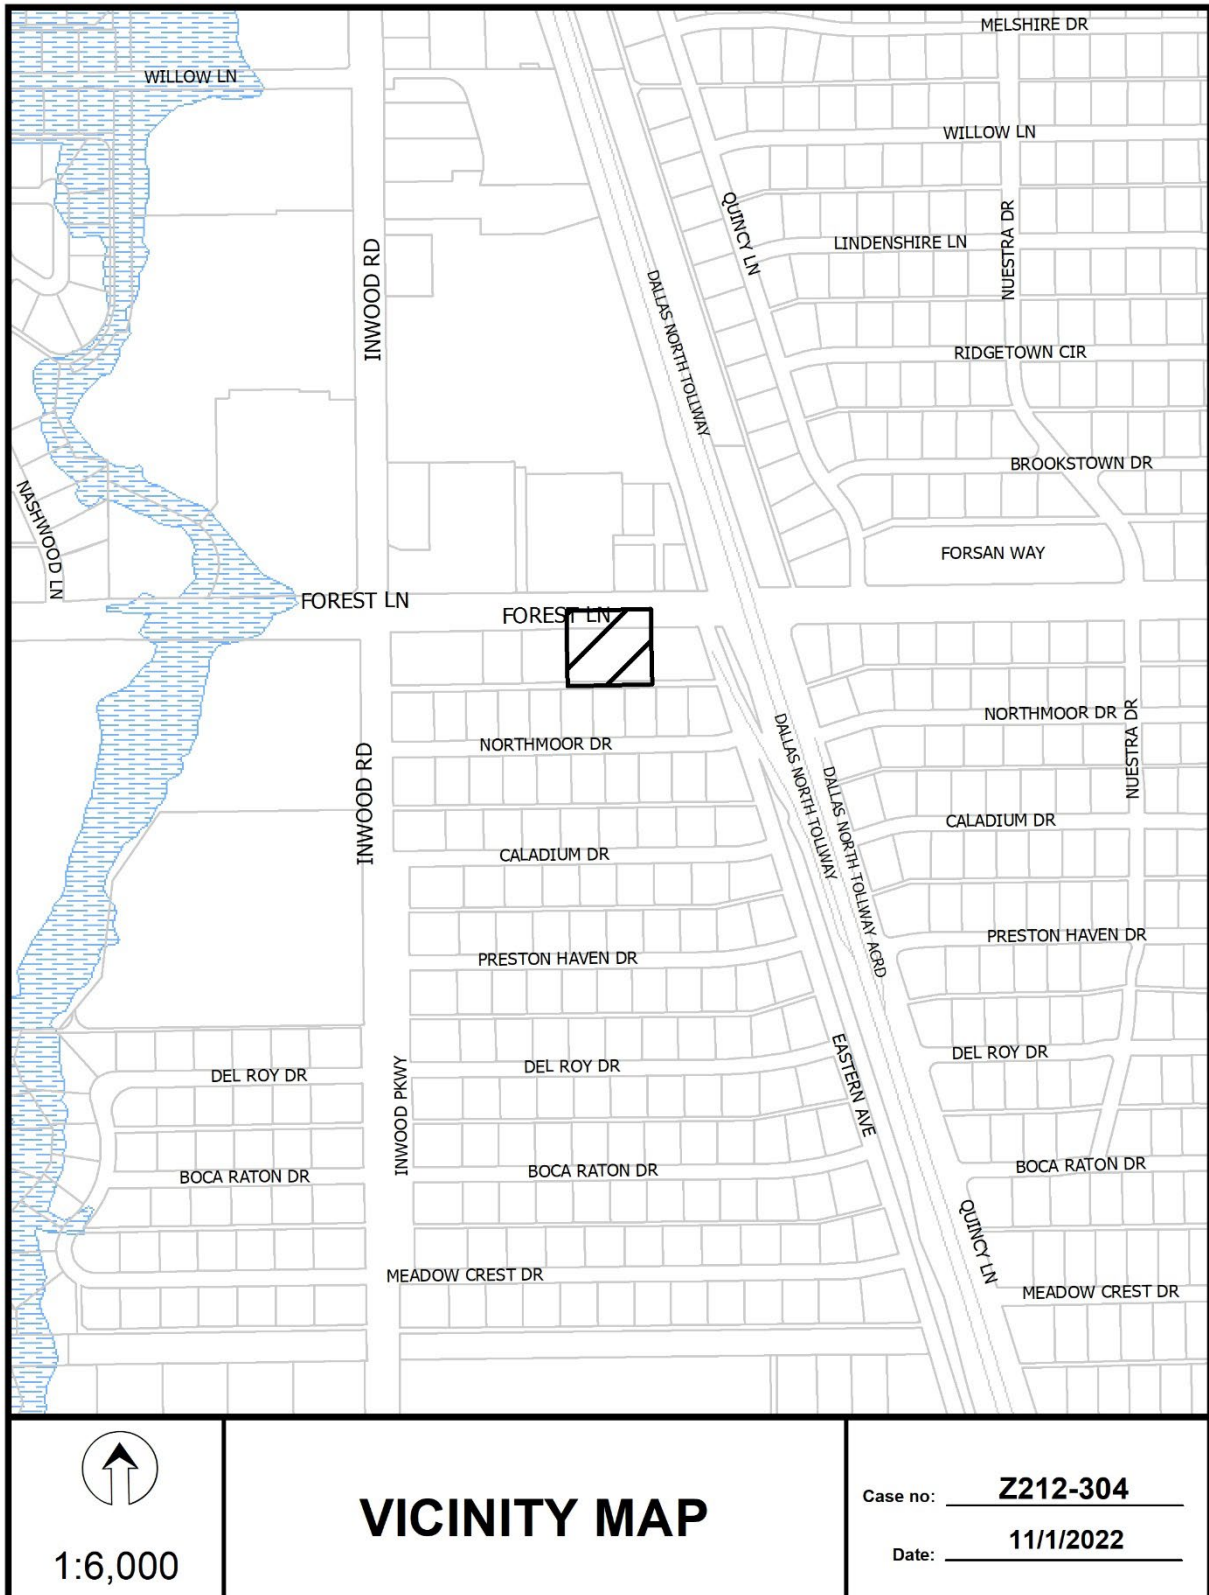 MELSHIRE DR
WILLOW LN
WILLOW LN
QUINCY LN
NUESTRA DR
LINDENSHIRE LN
INWOOD RD
DALLAS NORTH TOLLWAY
RIDGETOWN CIR
BROOKSTOWN DR
NASHWOOD LN
FORSAN WAY
FOREST LN
FOREST LN
NORTHMOOR DR
NUESTRA DR
NORTHMOOR DR
INWOOD RD
DALLAS NORTH TOLLWAY
DALLAS NORTH TOLLWAY ACRD
CALADIUM DR
CALADIUM DR
PRESTON HAVEN DR
PRESTON HAVEN DR
EASTERN AVE
DEL ROY DR
DEL ROY DR
DEL ROY DR
INWOOD PKWY
BOCA RATON DR
BOCA RATON DR
BOCA RATON DR
QUINCY LN
MEADOW CREST DR
MEADOW CREST DR
1:6,000
VICINITY MAP
Case no: Z212-304
Date: 11/1/2022